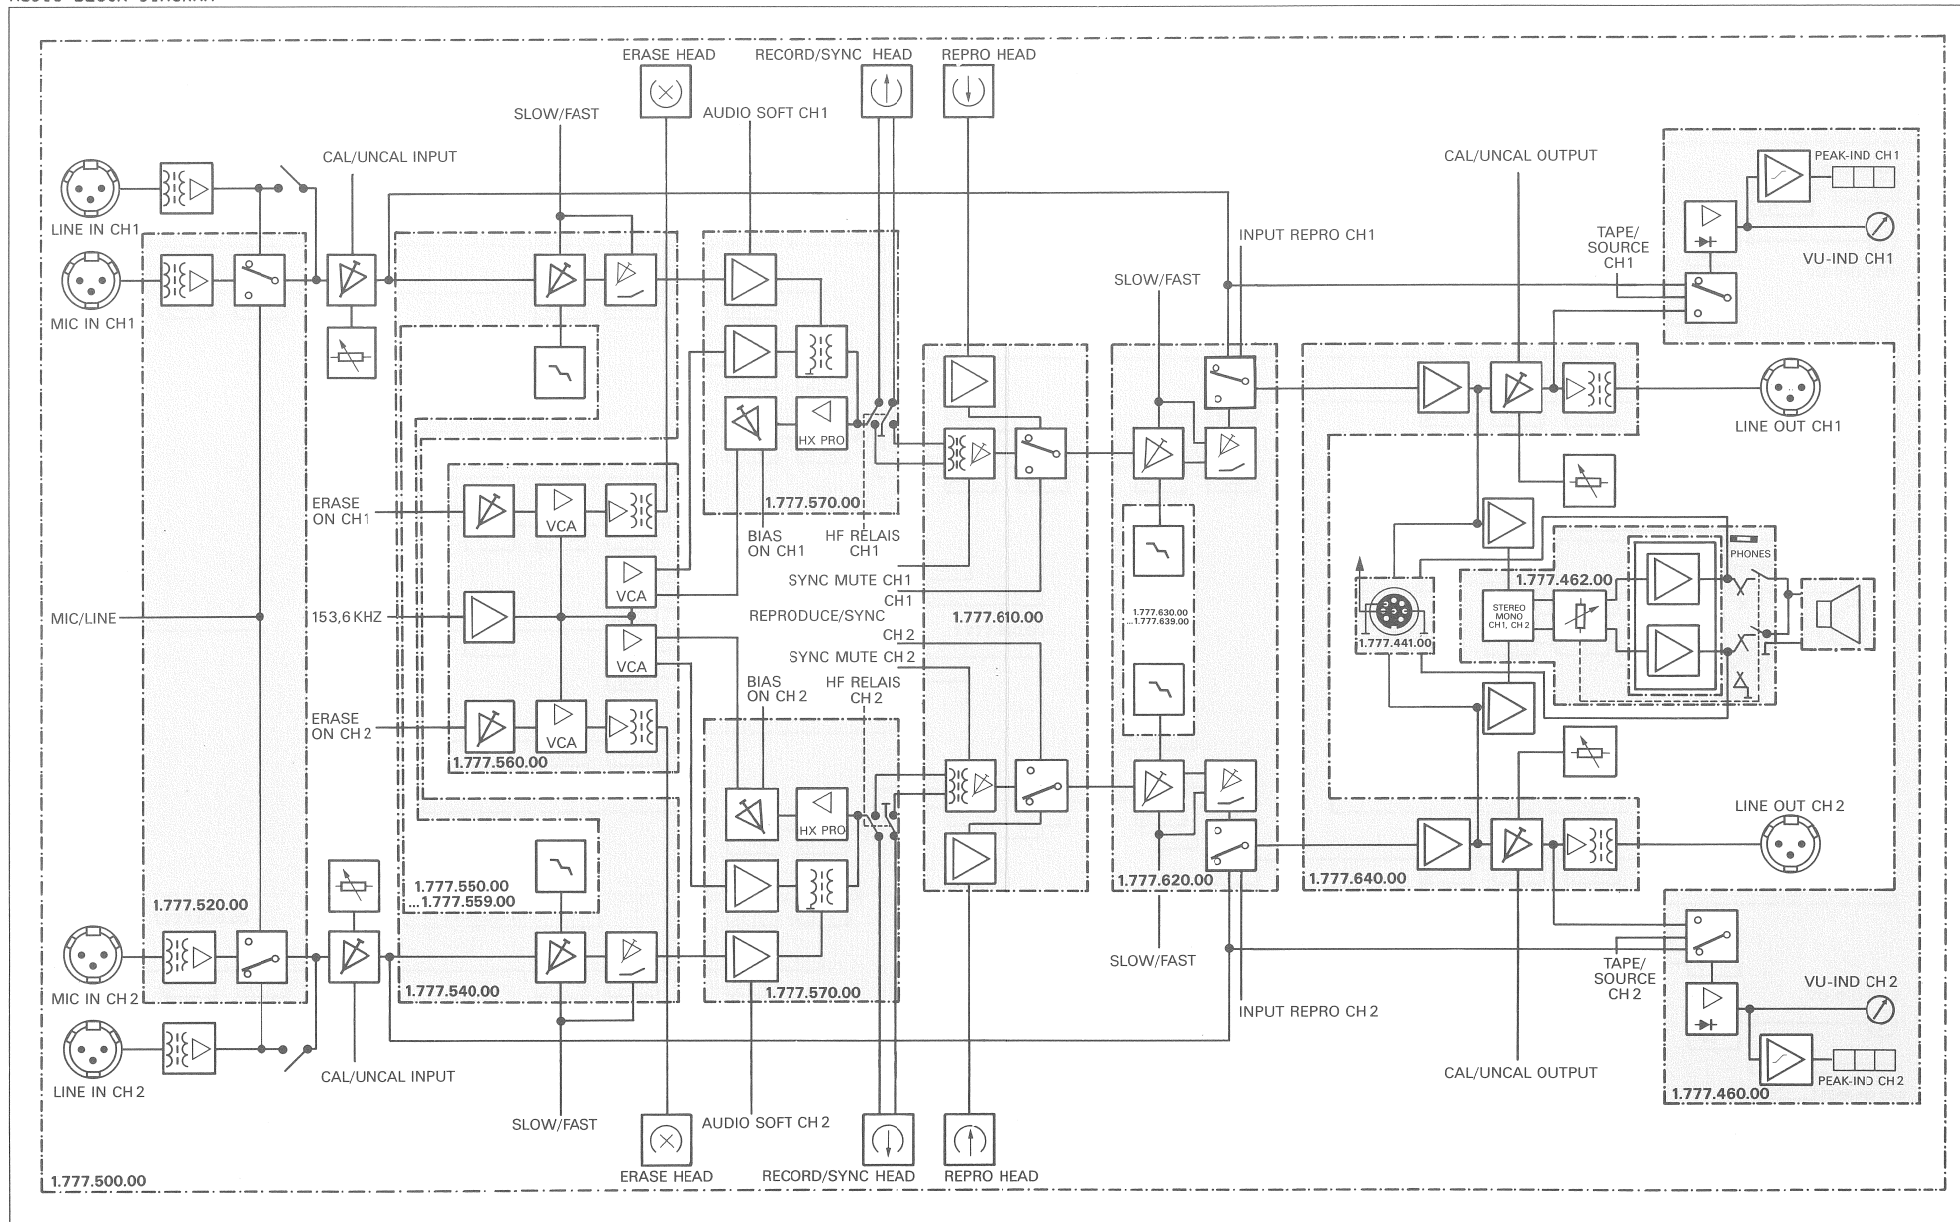 ERASE HEAD
RECORD/SYNC HEAD
REPRO HEAD
SLOW/FAST
AUDIO SOFT CH1
CAL/UNCAL INPUT
CAL/UNCAL OUTPUT
PEAK-IND CH1
LINE IN CH1
INPUT REPRO CH1
TAPE/
SOURCE
CH1
VU-IND CH1
SLOW/FAST
MIC IN CH1
LINE OUT CH1
HX PRO
ERASE
ON CH1
VCA
1.777.570.00
BIAS
ON CH1
HF RELAIS
CH1
PHONES
SYNC MUTE CH1
1.777.462.00
VCA
CH1
MIC/LINE
153,6 KHZ
REPRODUCE/SYNC
1.777.610.00
1.777.630.00
...1.777.639.00
STEREO
MONO
CH1, CH2
1.777.441.00
CH2
VCA
SYNC MUTE CH2
BIAS
ON CH2
HF RELAIS
CH2
ERASE
ON CH2
VCA
1.777.560.00
LINE OUT CH2
HX PRO
1.777.550.00
...1.777.559.00
1.777.620.00
1.777.640.00
1.777.520.00
MIC IN CH2
1.777.540.00
1.777.570.00
SLOW/FAST
TAPE/
SOURCE
CH2
VU-IND CH2
INPUT REPRO CH2
LINE IN CH2
CAL/UNCAL INPUT
CAL/UNCAL OUTPUT
PEAK-IND CH2
1.777.460.00
SLOW/FAST
AUDIO SOFT CH2
ERASE HEAD
RECORD/SYNC HEAD
REPRO HEAD
1.777.500.00